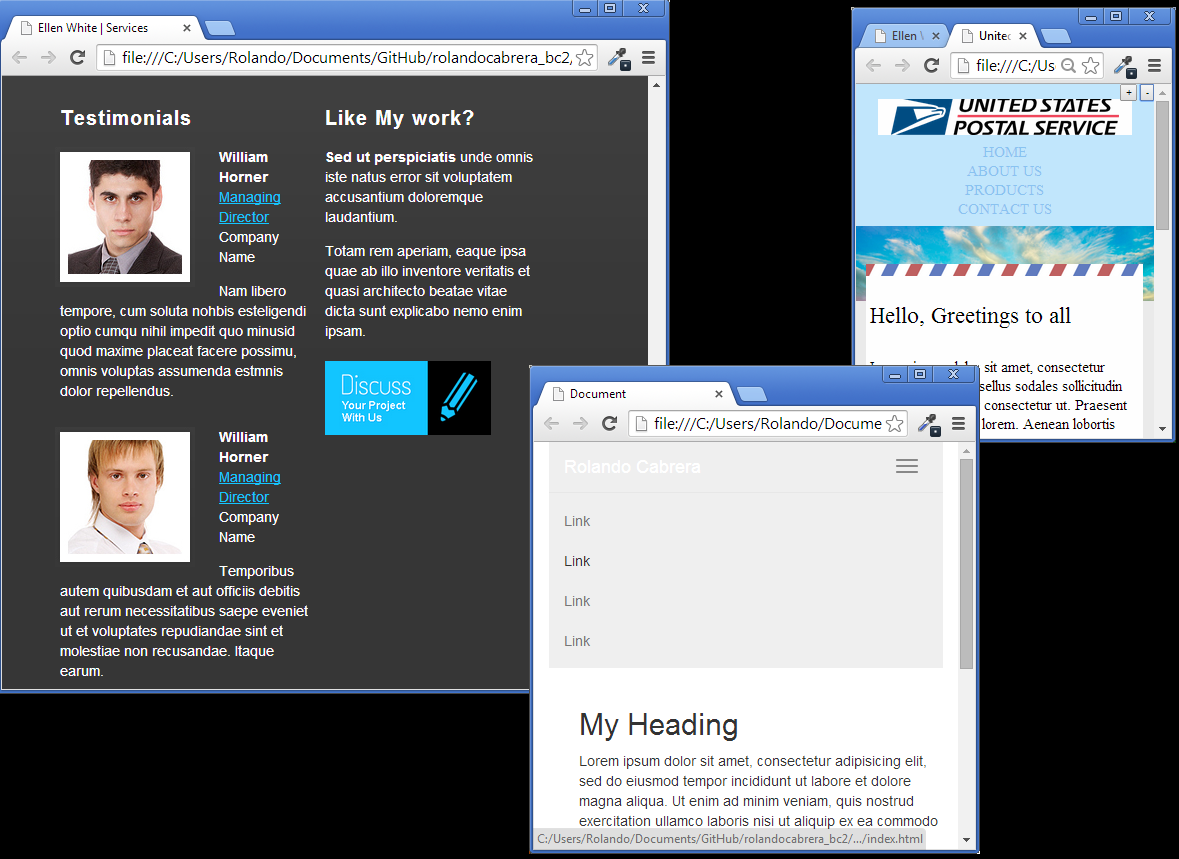 Ellen White | Services
file:///C:/Users/Rolando/Documents/GitHub/rolandocabrera_bc2/
Testimonials
William
Horner
Managing
Director
Company
Name
Nam libero
tempore, cum soluta nohbis esteligendi
optio cumqu nihil impedit quo minusid
quod maxime placeat facere possimu,
omnis voluptas assumenda estmnis
dolor repellendus.
William
Horner
Managing
Director
Company
Name
Temporibus
autem quibusdam et aut officiis debitis
aut rerum necessitatibus saepe eveniet
ut et voluptates repudiandae sint et
molestiae non recusandae. Itaque
earum.
Like My work?
Sed ut perspiciatis unde omnis
iste natus error sit voluptatem
accusantium doloremque
laudantium.
Totam rem aperiam, eaque ipsa
quae ab illo inventore veritatis et
quasi architecto beatae vitae
dicta sunt explicabo nemo enim
ipsam.
Discuss
Your Project
With Us
Ellen
United
file:///C:/Us
+ -
UNITED STATES
POSTAL SERVICE
HOME
ABOUT US
PRODUCTS
CONTACT US
Hello, Greetings to all
sit amet, consectetur
sellus sodales sollicitudin
consectetur ut. Praesent
lorem. Aenean lobortis
Document
file:///C:/Users/Rolando/Docume
Rolando Cabrera
Link
Link
Link
Link
My Heading
Lorem ipsum dolor sit amet, consectetur adipisicing elit,
sed do eiusmod tempor incididunt ut labore et dolore
magna aliqua. Ut enim ad minim veniam, quis nostrud
exercitation ullamco laboris nisi ut aliquip ex ea commodo
C:/Users/Rolando/Documents/GitHub/rolandocabrera_bc2/.../index.html